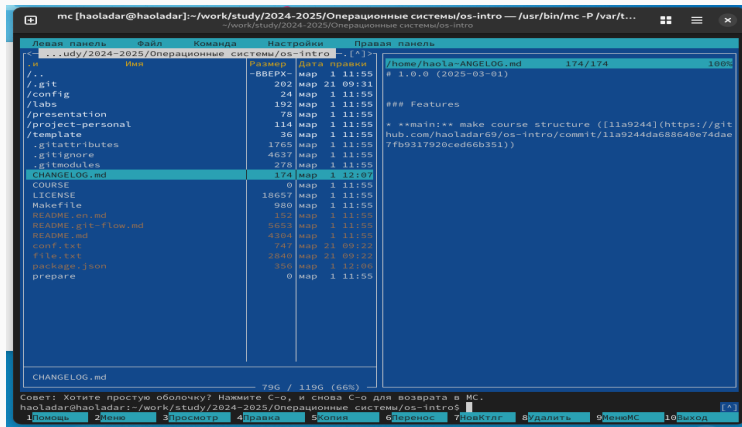 mc [haoladar@haoladar]:~/work/study/2024-2025/Операционные системы/os-intro — /usr/bin/mc -P /var/t...
~/work/study/2024-2025/Операционные системы/os-intro
Левая панель Файл Команда Настройки Правая панель
<— ...udy/2024-2025/Операционные системы/os-intro —.[^]>
.и Имя Размер Дата правки
/.. -ВВЕРХ- мар 1 11:55
/.git 202 мар 21 09:31
/config 24 мар 1 11:55
/labs 192 мар 1 11:55
/presentation 78 мар 1 11:55
/project-personal 114 мар 1 11:55
/template 36 мар 1 11:55
.gitattributes 1765 мар 1 11:55
.gitignore 4637 мар 1 11:55
.gitmodules 278 мар 1 11:55
CHANGELOG.md 174 мар 1 12:07
COURSE 0 мар 1 11:55
LICENSE 18657 мар 1 11:55
Makefile 980 мар 1 11:55
README.en.md 152 мар 1 11:55
README.git-flow.md 5653 мар 1 11:55
README.md 4304 мар 1 11:55
conf.txt 747 мар 21 09:22
file.txt 2840 мар 21 09:22
package.json 356 мар 1 12:06
prepare 0 мар 1 11:55
CHANGELOG.md
79G / 119G (66%)
/home/haola~ANGELOG.md 174/174 100%
# 1.0.0 (2025-03-01)
### Features
* **main:** make course structure ([11a9244](https://git
hub.com/haoladar69/os-intro/commit/11a9244da688640e74dae
7fb9317920ced66b351))
Совет: Хотите простую оболочку? Нажмите C-o, и снова C-o для возврата в MC.
haoladar@haoladar:~/work/study/2024-2025/Операционные системы/os-intro$ [^]
1Помощь 2Меню 3Просмотр 4Правка 5Копия 6Перенос 7НовКтлг 8Удалить 9МенюMC 10Выход